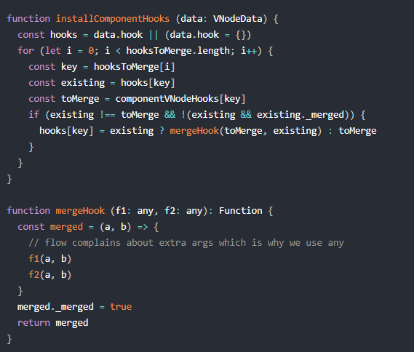 function installComponentHooks (data: VNodeData) {
  const hooks = data.hook || (data.hook = {})
  for (let i = 0; i < hooksToMerge.length; i++) {
    const key = hooksToMerge[i]
    const existing = hooks[key]
    const toMerge = componentVNodeHooks[key]
    if (existing !== toMerge && !(existing && existing._merged)) {
      hooks[key] = existing ? mergeHook(toMerge, existing) : toMerge
    }
  }
}

function mergeHook (f1: any, f2: any): Function {
  const merged = (a, b) => {
    // flow complains about extra args which is why we use any
    f1(a, b)
    f2(a, b)
  }
  merged._merged = true
  return merged
}